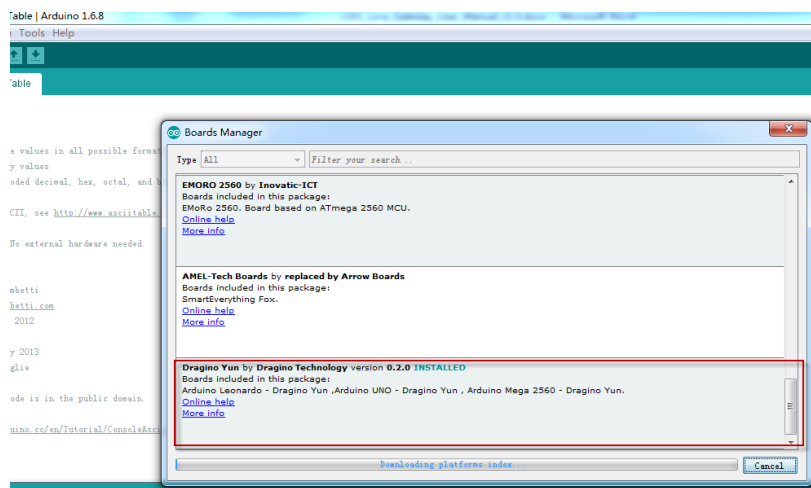 Table | Arduino 1.6.8
Tools Help
Table
e values in all possible format
y values
oded decimal, hex, octal, and b
CII, see http://www.asciitable.
No external hardware needed.
mbetti
betti.com
2012
y 2013
glie
ode is in the public domain.
uino.cc/en/Tutorial/ConsoleAsci
Boards Manager
Type All Filter your search...
EMORO 2560 by Inovatic-ICT
Boards included in this package:
EMoRo 2560. Board based on ATmega 2560 MCU.
Online help
More info
AMEL-Tech Boards by replaced by Arrow Boards
Boards included in this package:
SmartEverything Fox.
Online help
More info
Dragino Yun by Dragino Technology version 0.2.0 INSTALLED
Boards included in this package:
Arduino Leonardo - Dragino Yun ,Arduino UNO - Dragino Yun , Arduino Mega 2560 - Dragino Yun.
Online help
More info
Downloading platforms index...
Cancel